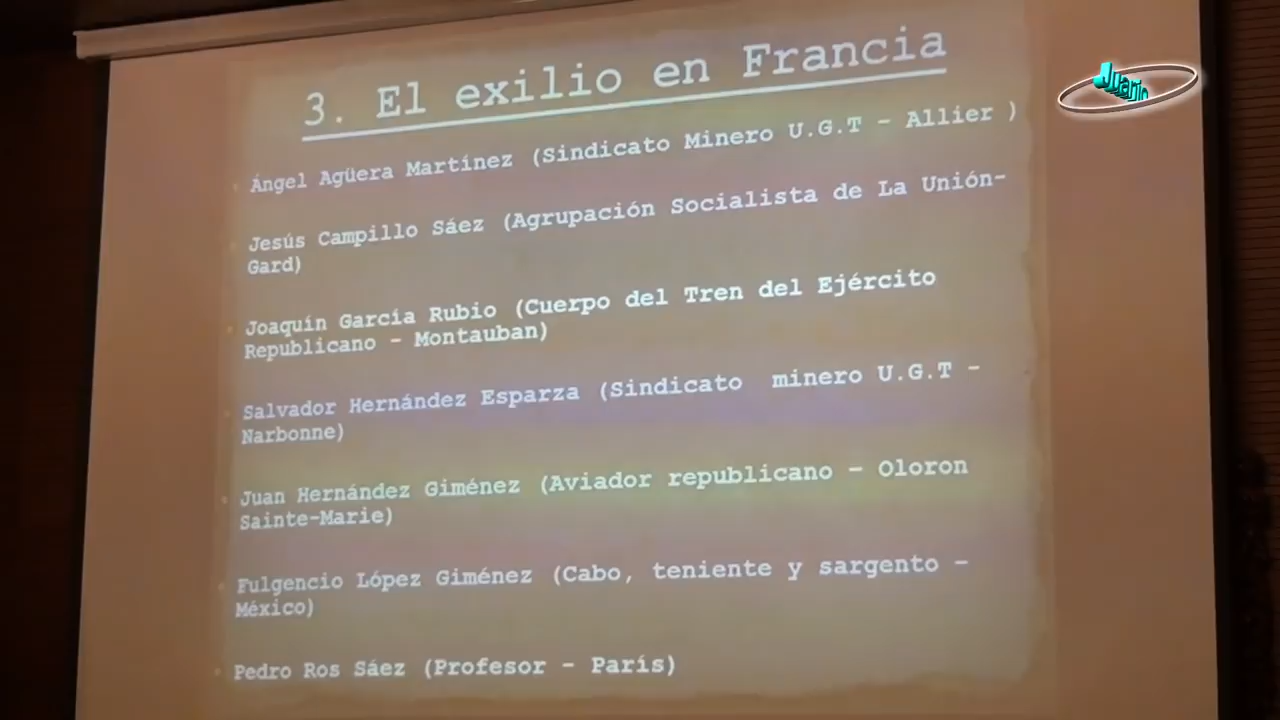 3. El exilio en Francia
Juanjo
Ángel Agüera Martínez (Sindicato Minero U.G.T - Allier )
Jesús Campillo Sáez (Agrupación Socialista de La Unión-
Gard)
Joaquín García Rubio (Cuerpo del Tren del Ejército
Republicano - Montauban)
Salvador Hernández Esparza (Sindicato minero U.G.T -
Narbonne)
Juan Hernández Giménez (Aviador republicano - Oloron
Sainte-Marie)
Fulgencio López Giménez (Cabo, teniente y sargento -
México)
Pedro Ros Sáez (Profesor - París)